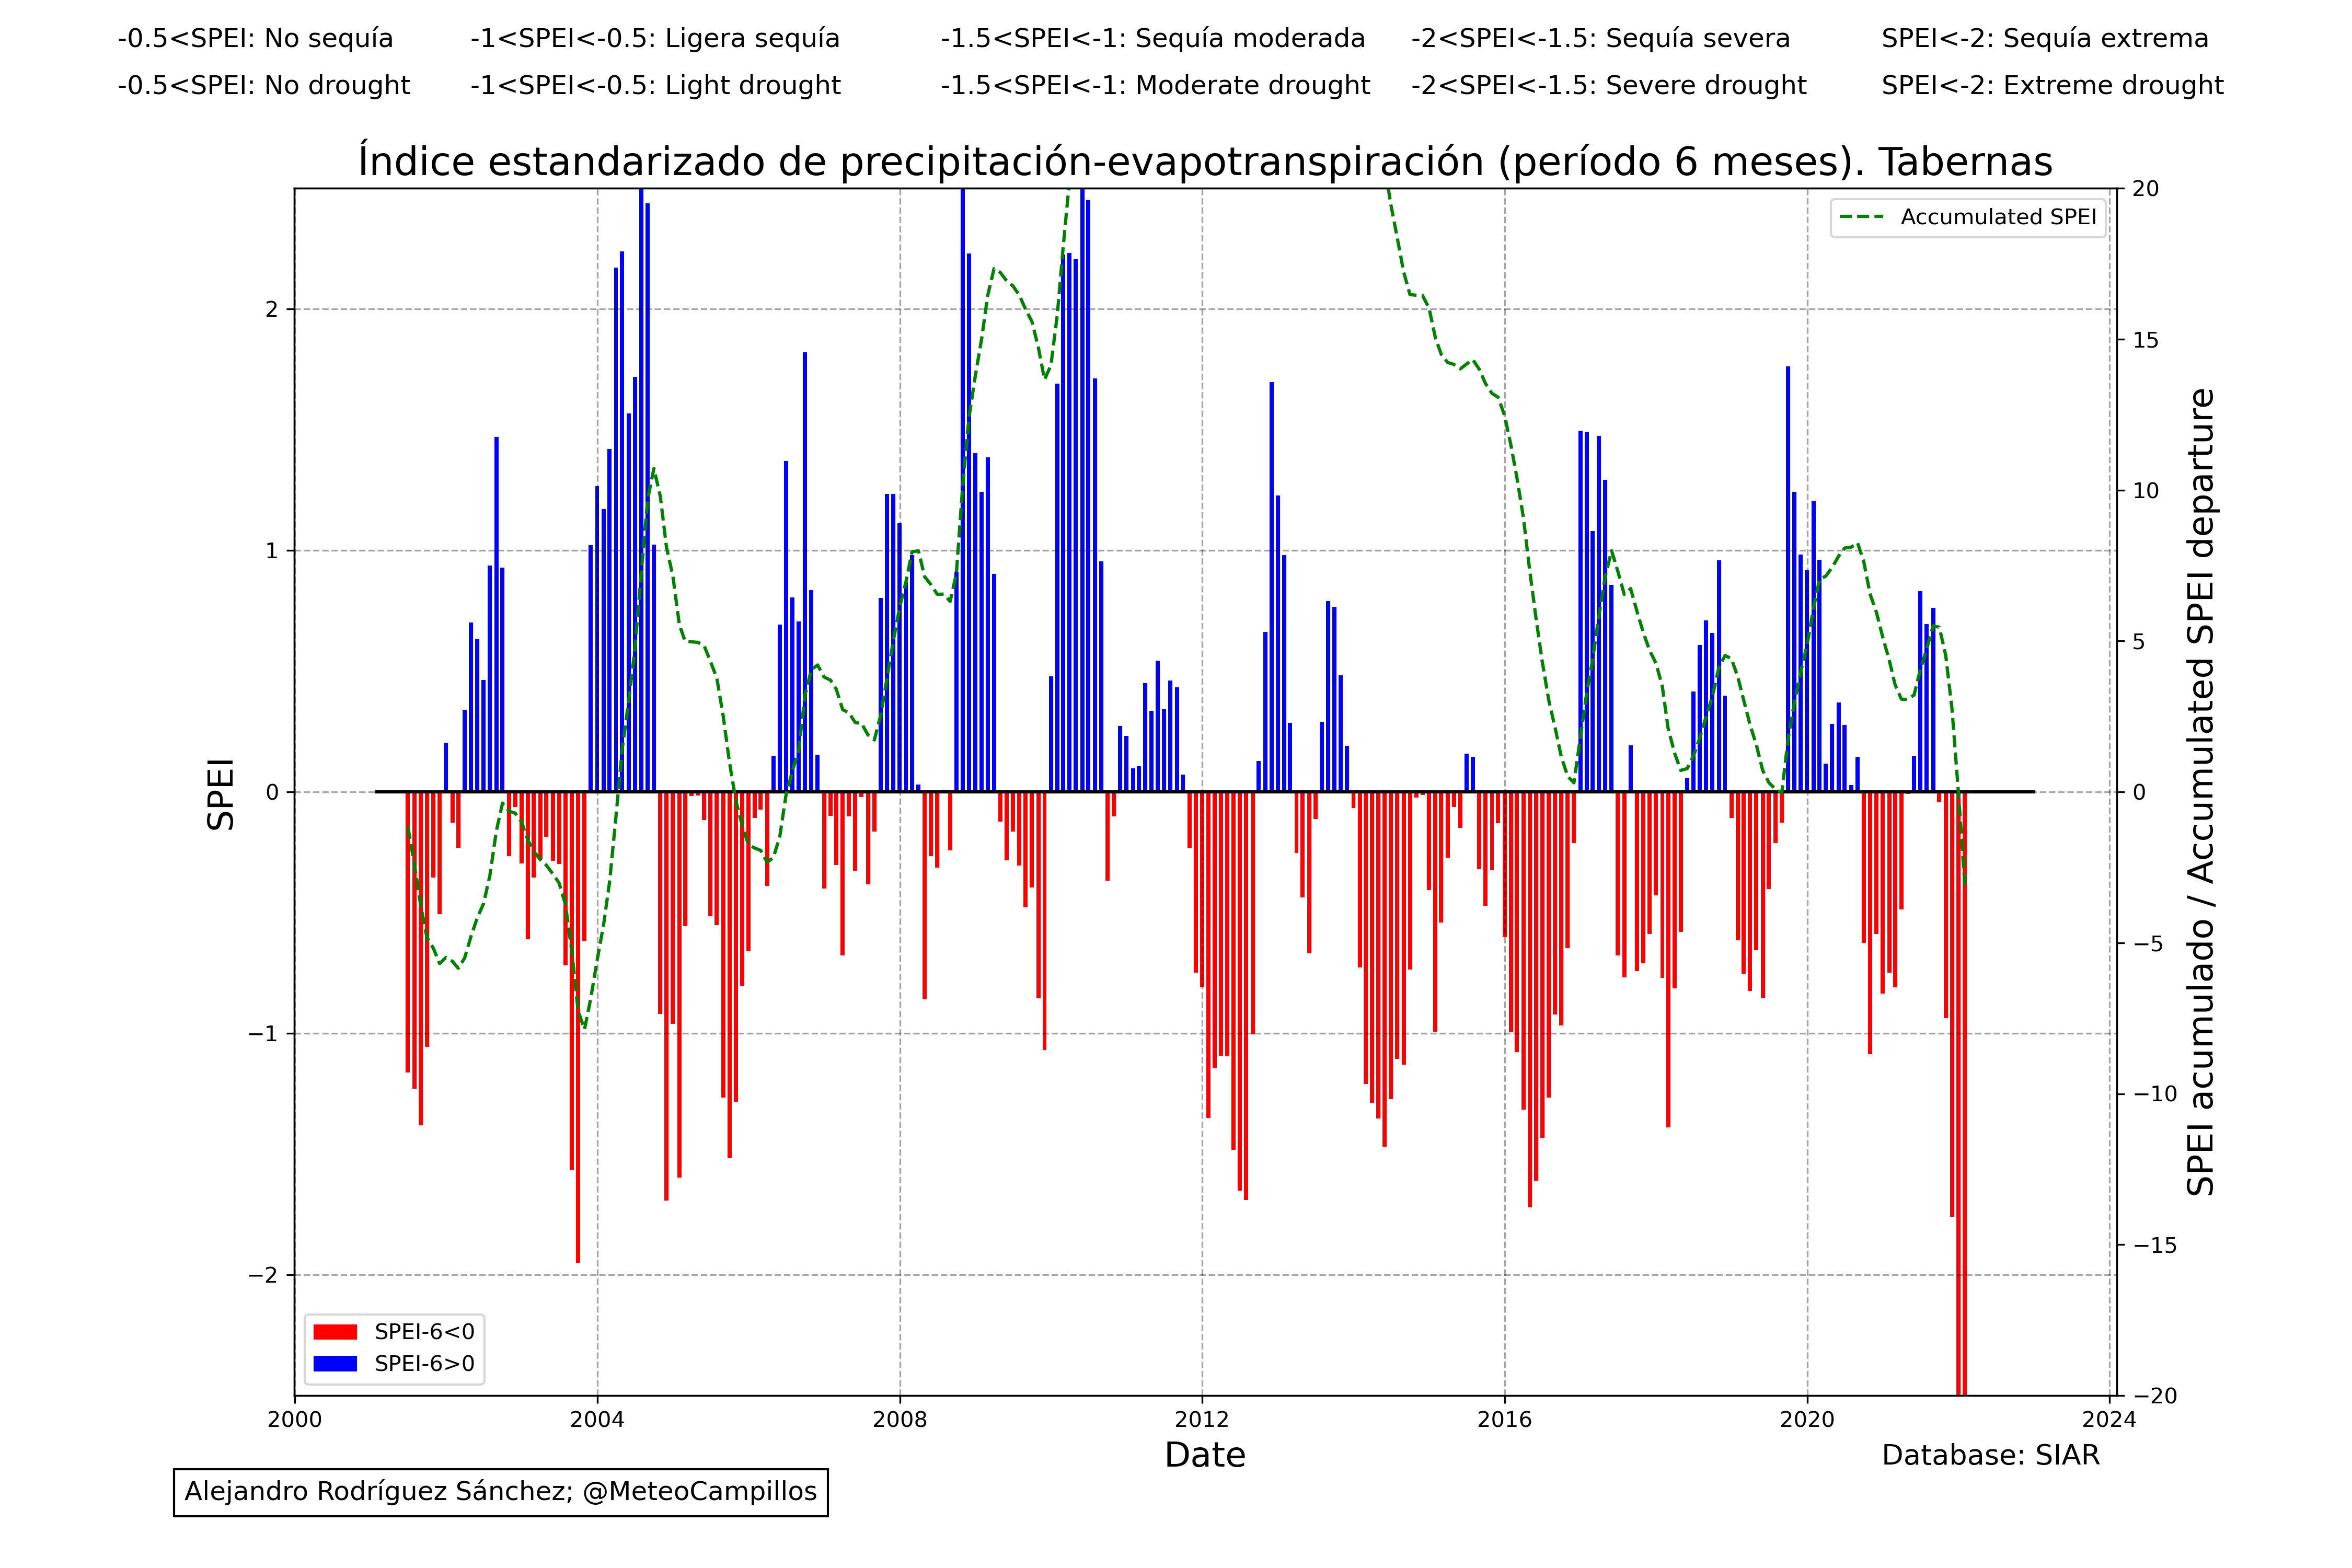 -0.5<SPEI: No sequía -1<SPEI<-0.5: Ligera sequía -1.5<SPEI<-1: Sequía moderada -2<SPEI<-1.5: Sequía severa SPEI<-2: Sequía extrema
-0.5<SPEI: No drought -1<SPEI<-0.5: Light drought -1.5<SPEI<-1: Moderate drought -2<SPEI<-1.5: Severe drought SPEI<-2: Extreme drought
Índice estandarizado de precipitación-evapotranspiración (período 6 meses). Tabernas
Accumulated SPEI
SPEI
2
1
0
−1
−2
20
15
10
5
0
−5
−10
−15
−20
SPEI acumulado / Accumulated SPEI departure
SPEI-6<0
SPEI-6>0
2000 2004 2008 2012 2016 2020 2024
Date
Database: SIAR
Alejandro Rodríguez Sánchez; @MeteoCampillos